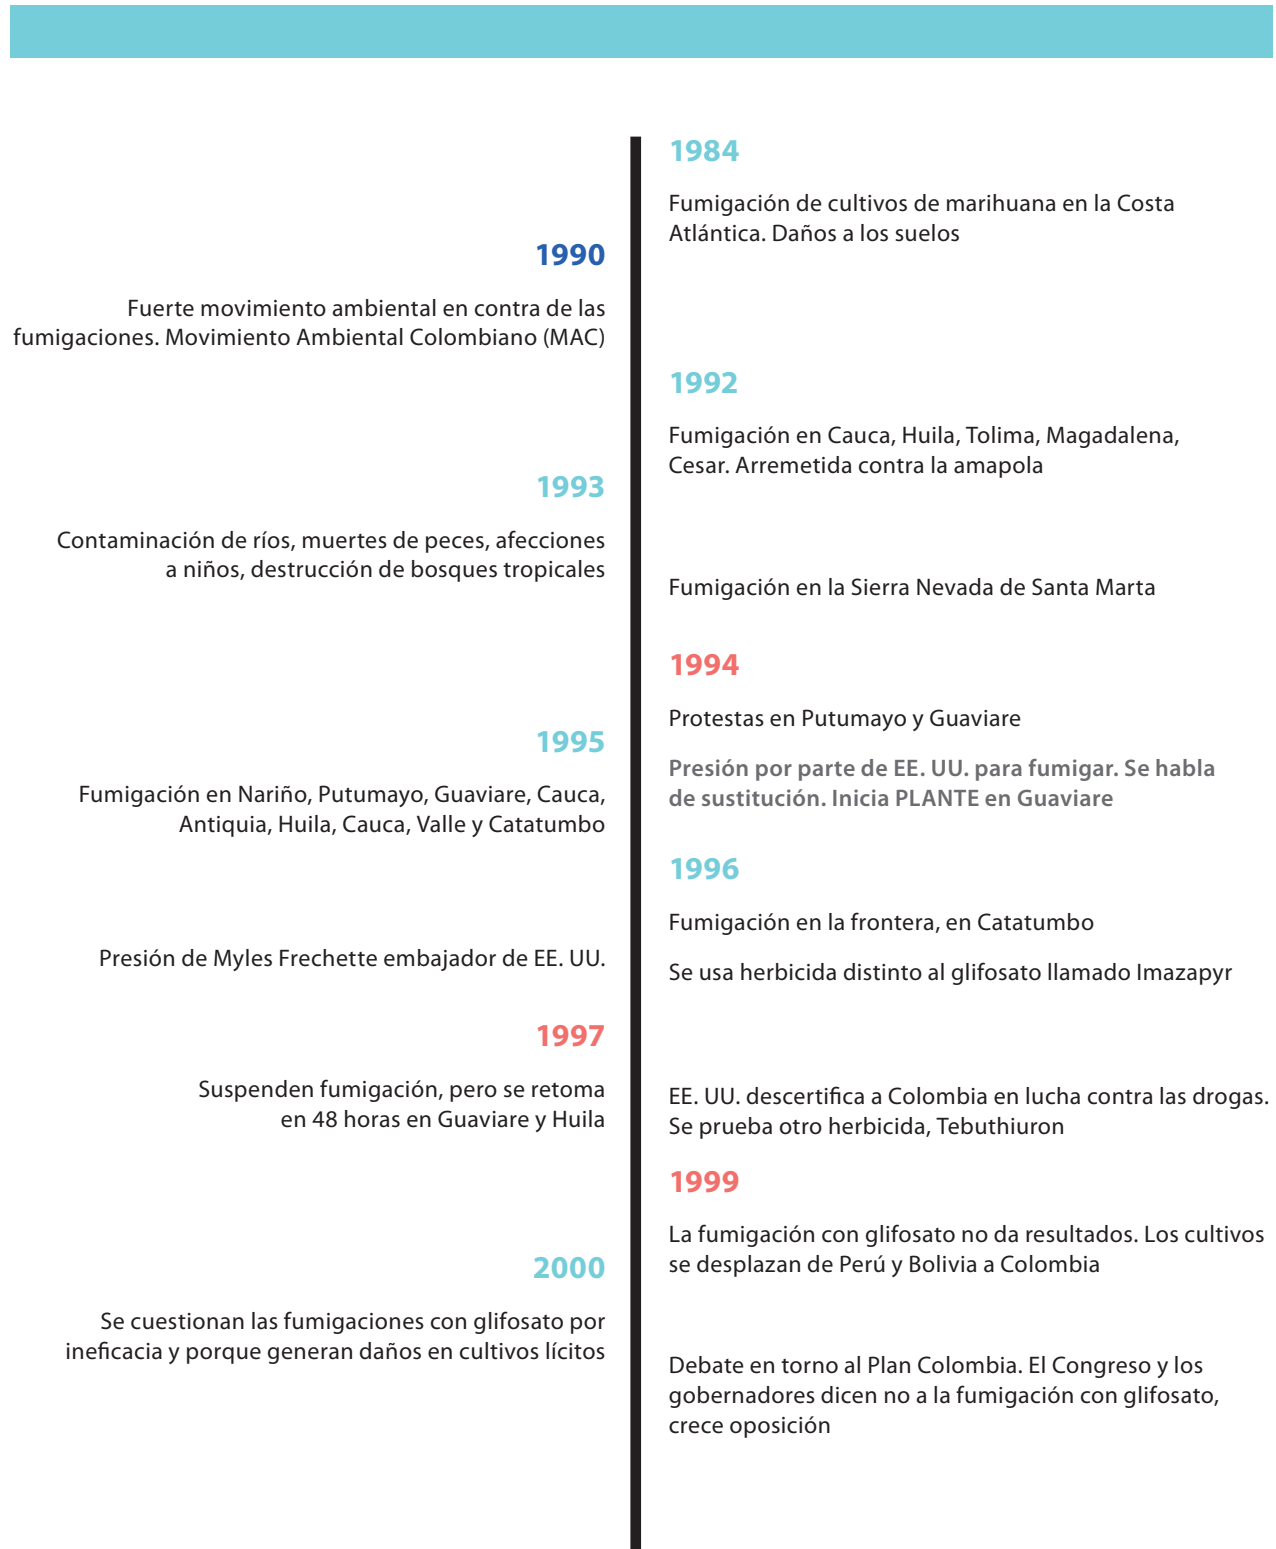 1984
Fumigación de cultivos de marihuana en la Costa
Atlántica. Daños a los suelos
1990
Fuerte movimiento ambiental en contra de las
fumigaciones. Movimiento Ambiental Colombiano (MAC)
1992
Fumigación en Cauca, Huila, Tolima, Magadalena,
Cesar. Arremetida contra la amapola
1993
Contaminación de ríos, muertes de peces, afecciones
a niños, destrucción de bosques tropicales
Fumigación en la Sierra Nevada de Santa Marta
1994
Protestas en Putumayo y Guaviare
Presión por parte de EE. UU. para fumigar. Se habla
de sustitución. Inicia PLANTE en Guaviare
1995
Fumigación en Nariño, Putumayo, Guaviare, Cauca,
Antiquia, Huila, Cauca, Valle y Catatumbo
Presión de Myles Frechette embajador de EE. UU.
1996
Fumigación en la frontera, en Catatumbo
Se usa herbicida distinto al glifosato llamado Imazapyr
1997
Suspenden fumigación, pero se retoma
en 48 horas en Guaviare y Huila
EE. UU. descertifica a Colombia en lucha contra las drogas.
Se prueba otro herbicida, Tebuthiuron
1999
La fumigación con glifosato no da resultados. Los cultivos
se desplazan de Perú y Bolivia a Colombia
2000
Se cuestionan las fumigaciones con glifosato por
ineficacia y porque generan daños en cultivos lícitos
Debate en torno al Plan Colombia. El Congreso y los
gobernadores dicen no a la fumigación con glifosato,
crece oposición